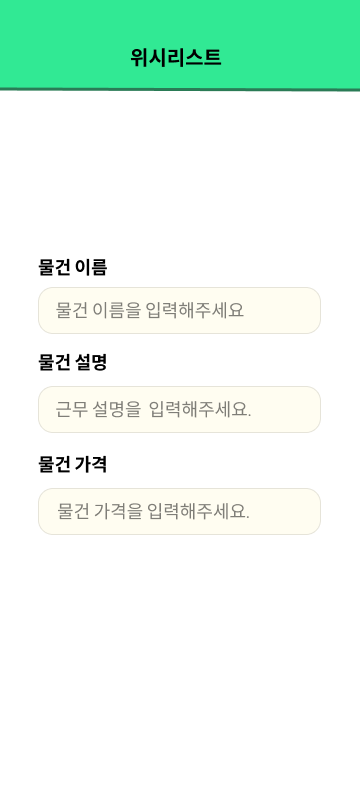 위시리스트
물건 이름
물건 이름을 입력해주세요
물건 설명
근무 설명을  입력해주세요.
물건 가격
물건 가격을 입력해주세요.